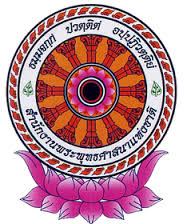 ธมฺมจกฺกํ ปวตฺติตํ อปฺปฏิวตฺติยํ
สำนักงานพระพุทธศาสนาแห่งชาติ